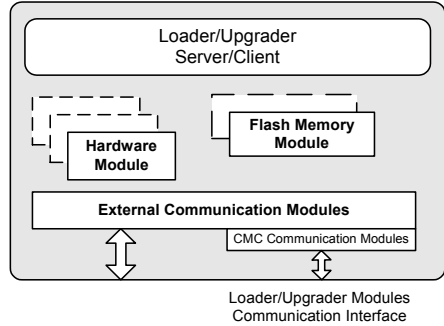 Loader/Upgrader
Server/Client
Hardware
Module
Flash Memory
Module
External Communication Modules
CMC Communication Modules
Loader/Upgrader Modules
Communication Interface